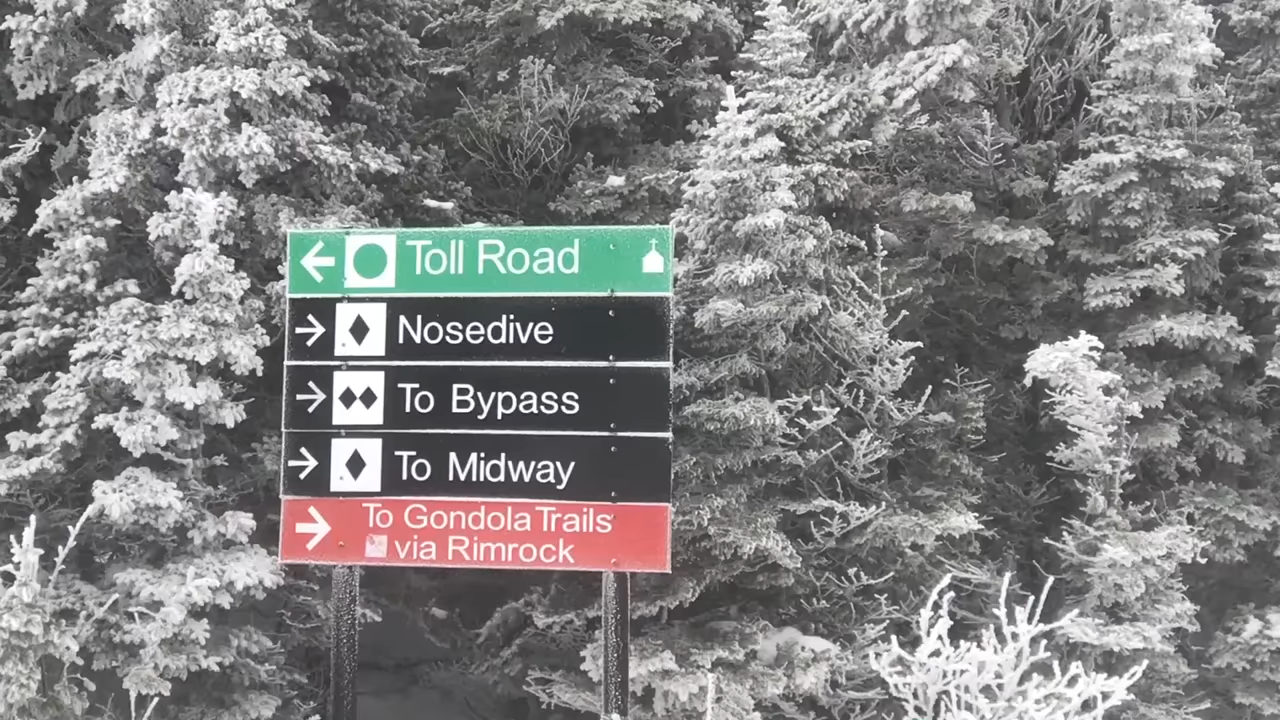 Toll Road
Nosedive
To Bypass
To Midway
To Gondola Trails
via Rimrock